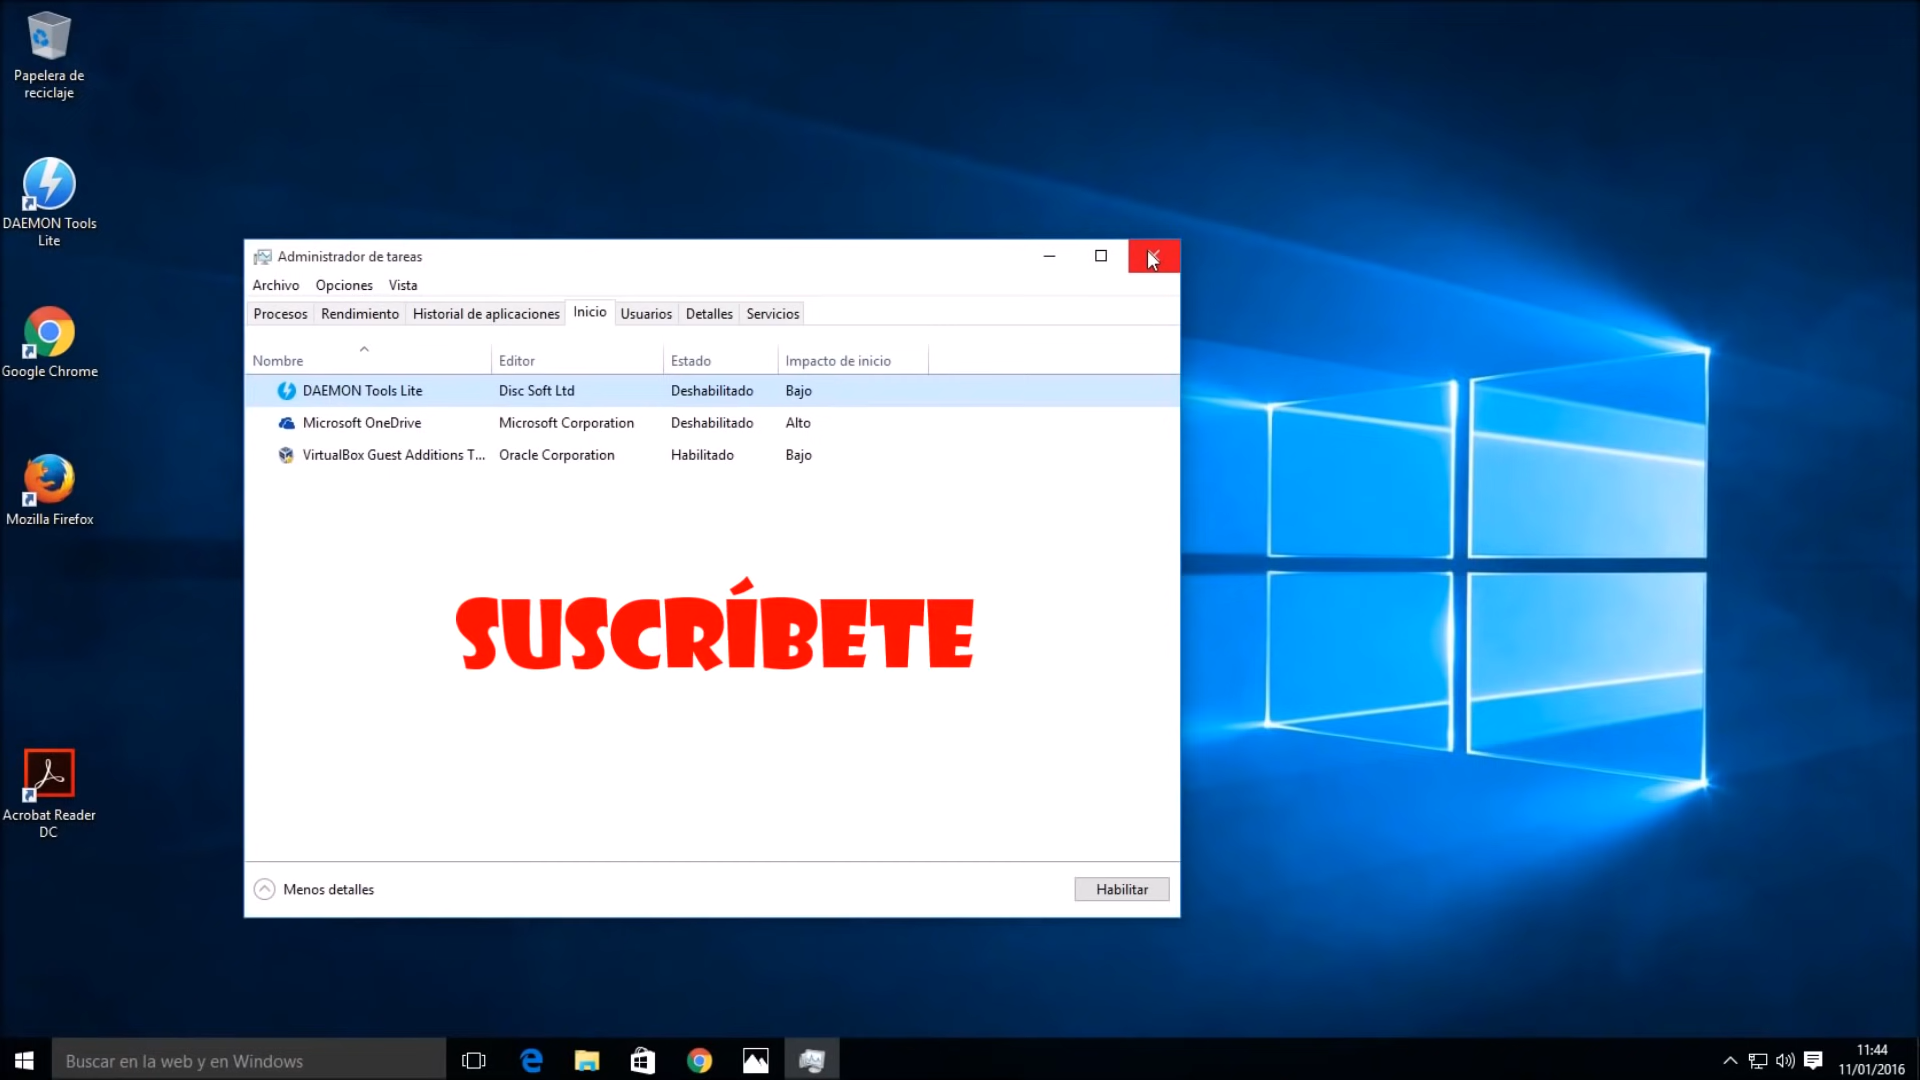 Papelera de
reciclaje
DAEMON Tools
Lite
Google Chrome
Mozilla Firefox
Acrobat Reader
DC
Administrador de tareas
Archivo Opciones Vista
Procesos Rendimiento Historial de aplicaciones Inicio Usuarios Detalles Servicios
Nombre Editor Estado Impacto de inicio
DAEMON Tools Lite Disc Soft Ltd Deshabilitado Bajo
Microsoft OneDrive Microsoft Corporation Deshabilitado Alto
VirtualBox Guest Additions T... Oracle Corporation Habilitado Bajo
SUSCRÍBETE
Menos detalles Habilitar
Buscar en la web y en Windows
11:44
11/01/2016